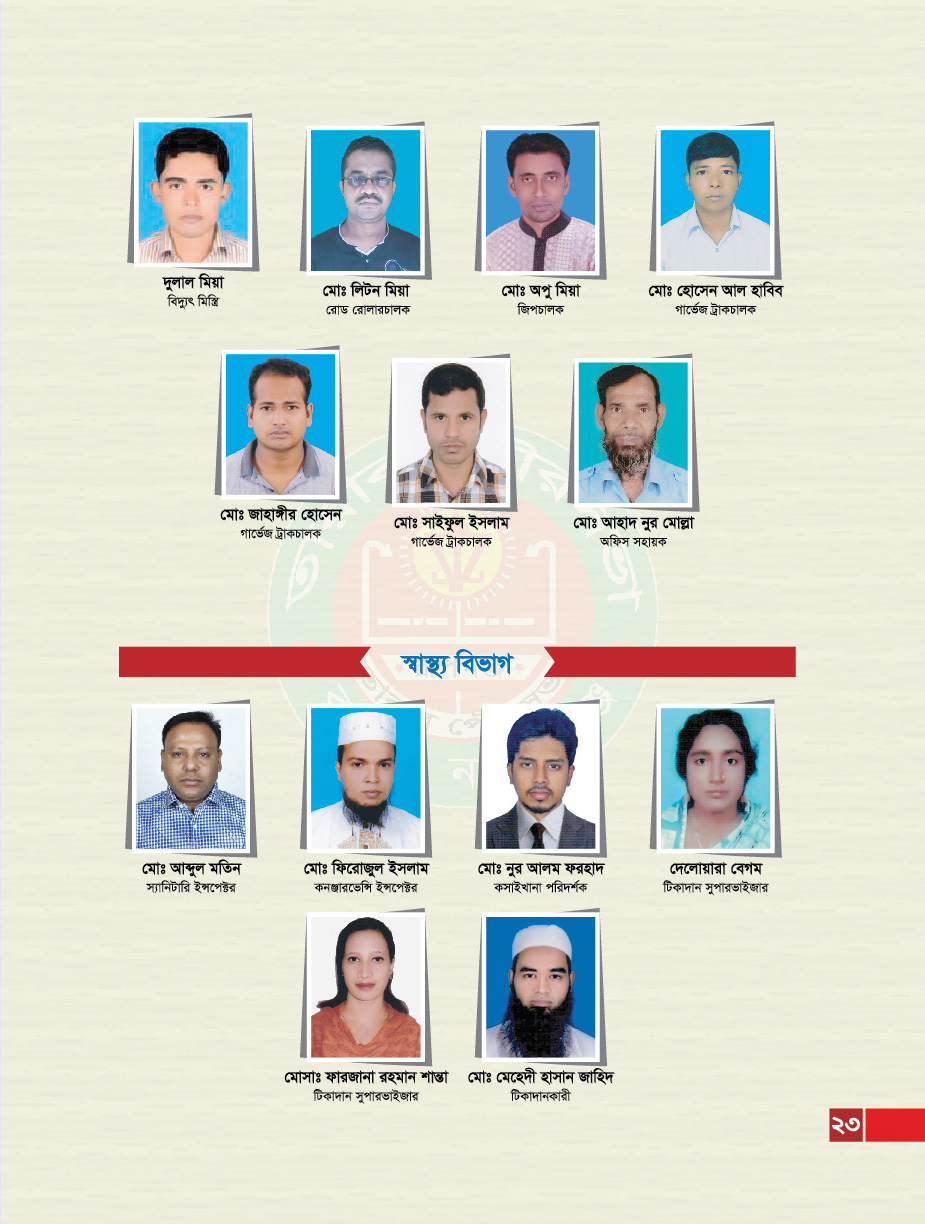 দুলাল মিয়া
বিদ্যুৎ মিস্ত্রি
মোঃ লিটন মিয়া
রোড রোলারচালক
মোঃ অপু মিয়া
জিপচালক
মোঃ হোসেন আল হাবিব
গার্ভেজ ট্রাকচালক
মোঃ জাহাঙ্গীর হোসেন
গার্ভেজ ট্রাকচালক
মোঃ সাইফুল ইসলাম
গার্ভেজ ট্রাকচালক
মোঃ আহাদ নুর মোল্লা
অফিস সহায়ক
স্বাস্থ্য বিভাগ
মোঃ আব্দুল মতিন
স্যানিটারি ইন্সপেক্টর
মোঃ ফিরোজুল ইসলাম
কনঞ্জারভেন্সি ইন্সপেক্টর
মোঃ নুর আলম ফরহাদ
কসাইখানা পরিদর্শক
দেলোয়ারা বেগম
টিকাদান সুপারভাইজার
মোসাঃ ফারজানা রহমান শান্তা
টিকাদান সুপারভাইজার
মোঃ মেহেদী হাসান জাহিদ
টিকাদানকারী
২৩